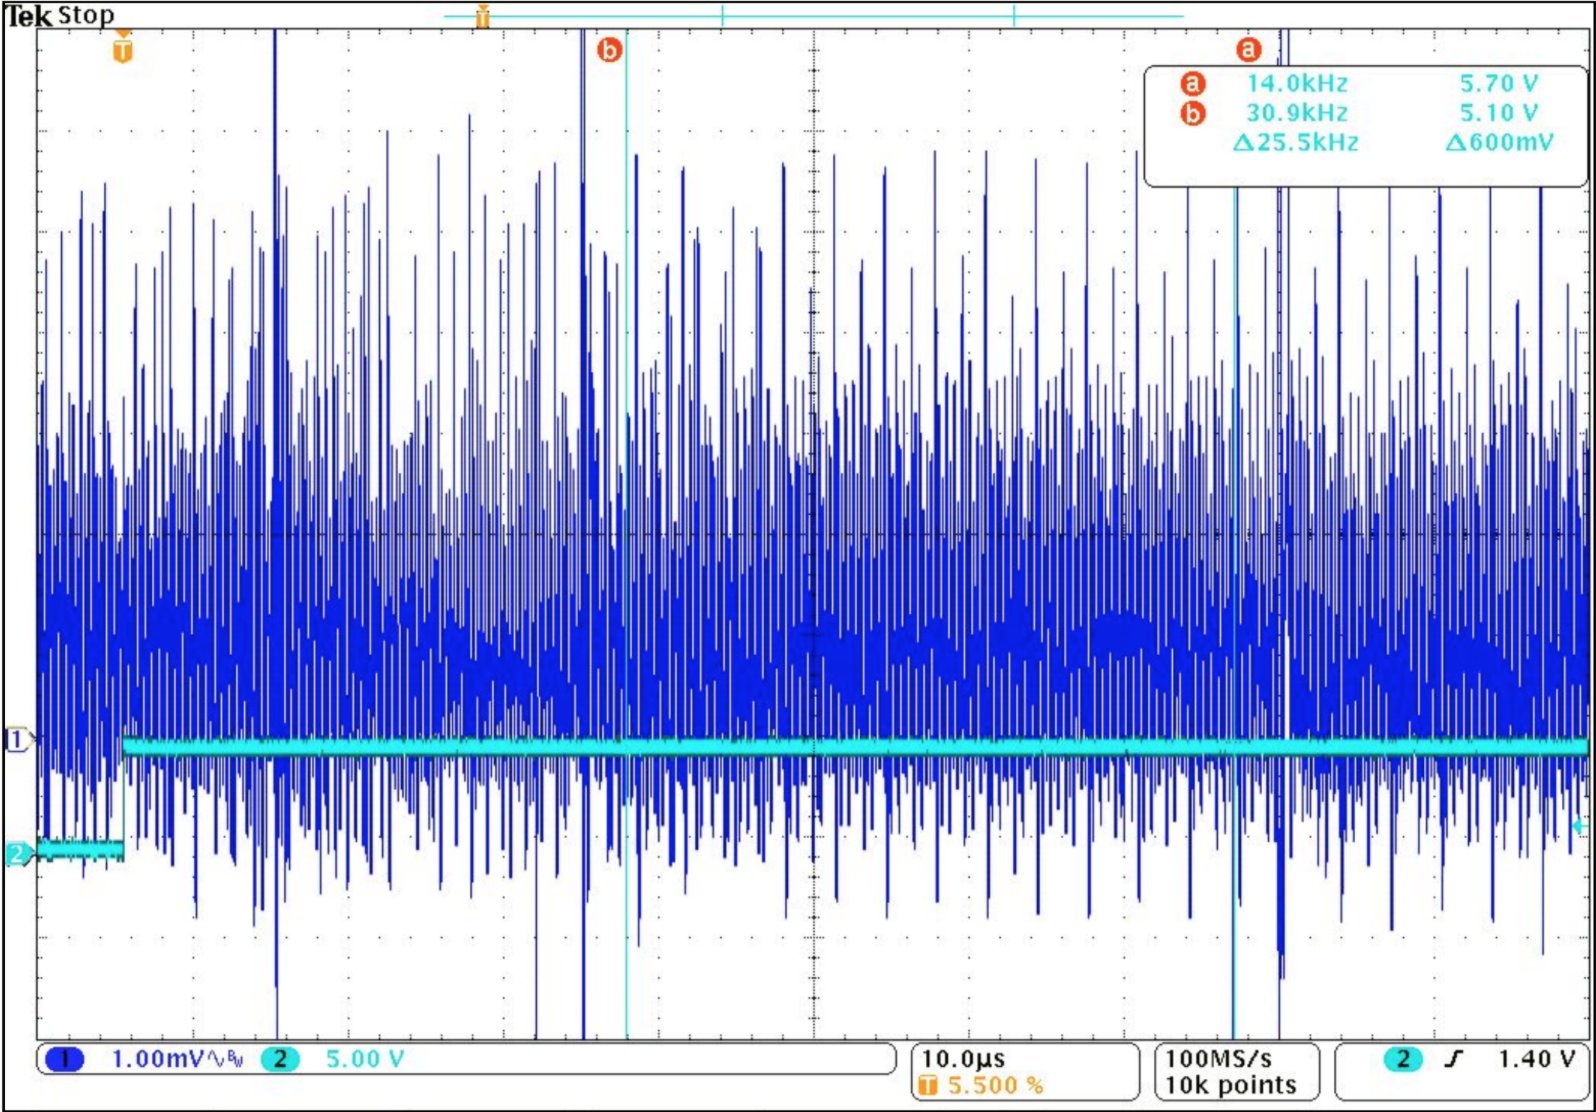 Tek Stop
T
T
b
a
a 14.0kHz 5.70 V
b 30.9kHz 5.10 V
Δ25.5kHz Δ600mV
1
2
1 1.00mV∿BW 2 5.00 V
10.0µs
T 5.500 %
100MS/s
10k points
2 ʃ 1.40 V